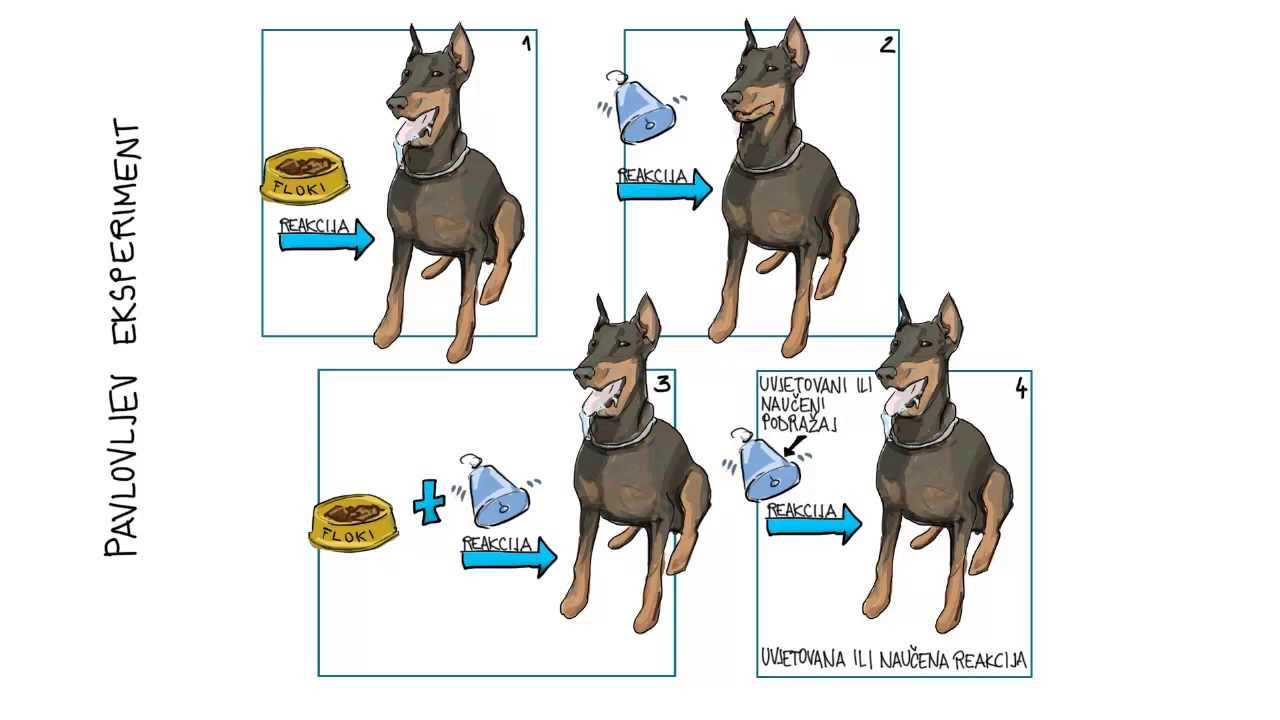 PAVLOVLJEV EKSPERIMENT
1
FLOKI
REAKCIJA
2
REAKCIJA
3
FLOKI
REAKCIJA
4
UVJETOVANI ILI
NAUČENI
PODRAŽAJ
REAKCIJA
UVJETOVANA ILI NAUČENA REAKCIJA